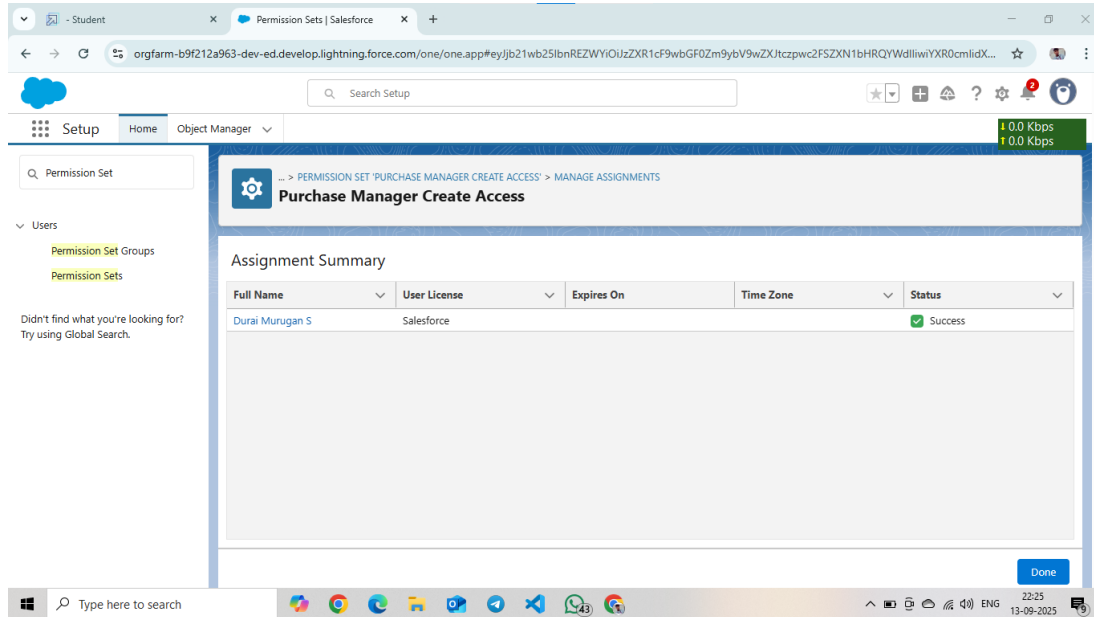 - Student
Permission Sets | Salesforce
orgfarm-b9f212a963-dev-ed.develop.lightning.force.com/one/one.app#
Search Setup
2
Setup
Home
Object Manager
0.0 Kbps
0.0 Kbps
Permission Set
... > PERMISSION SET 'PURCHASE MANAGER CREATE ACCESS' > MANAGE ASSIGNMENTS
Purchase Manager Create Access
Users
Permission Set Groups
Permission Sets
Didn't find what you're looking for?
Try using Global Search.
Assignment Summary
Full Name User License Expires On Time Zone Status
Durai Murugan S Salesforce Success
Done
Type here to search
43
ENG
22:25
13-09-2025
9